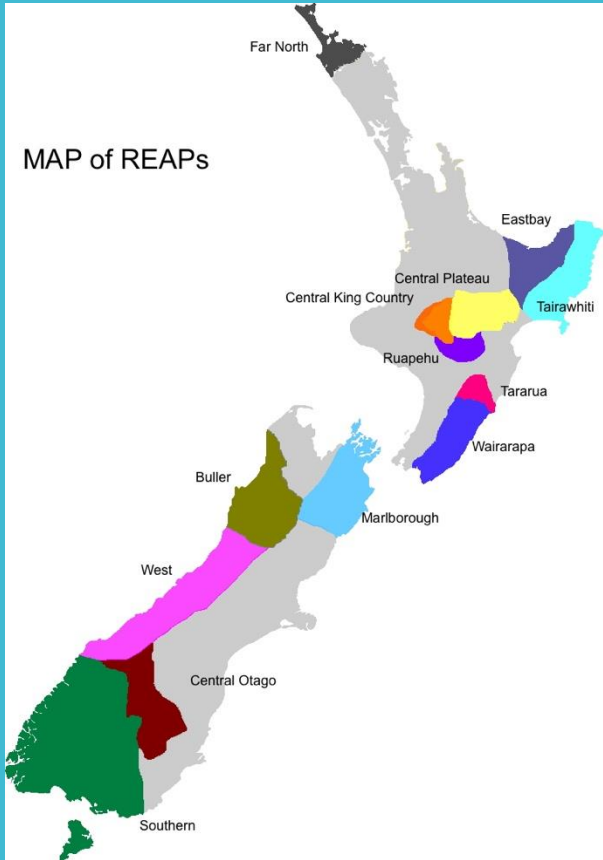 Far North
MAP of REAPs
Eastbay
Central Plateau
Central King Country
Tairawhiti
Ruapehu
Tararua
Wairarapa
Buller
Marlborough
West
Central Otago
Southern